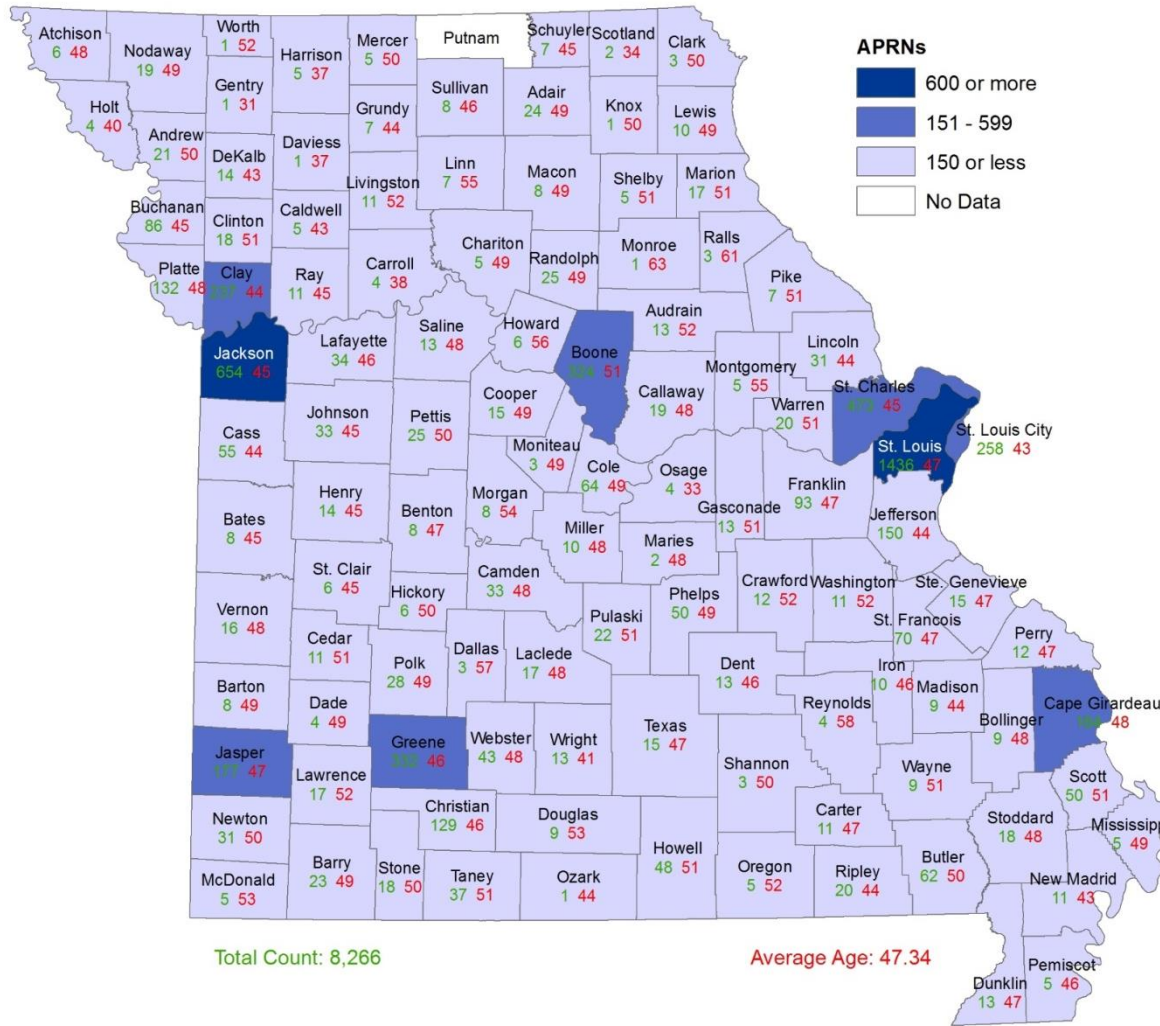 Atchison
6 48
Nodaway
19 49
Worth
1 52
Harrison
5 37
Mercer
5 50
Putnam
Schuyler
7 45
Scotland
2 34
Clark
3 50
Holt
4 40
Gentry
1 31
Grundy
7 44
Sullivan
8 46
Adair
24 49
Knox
1 50
Lewis
10 49
Andrew
21 50
DeKalb
14 43
Daviess
1 37
Livingston
11 52
Linn
7 55
Macon
8 49
Shelby
5 51
Marion
17 51
Buchanan
86 45
Clinton
18 51
Caldwell
5 43
Chariton
5 49
Randolph
25 49
Monroe
1 63
Ralls
3 61
Platte
132 48
Clay
44
Ray
11 45
Carroll
4 38
Pike
7 51
Jackson
654 45
Lafayette
34 46
Saline
13 48
Howard
6 56
Boone
51
Audrain
13 52
Lincoln
31 44
Montgomery
5 55
Callaway
19 48
Warren
20 51
St. Charles
45
St. Louis
1436 47
St. Louis City
258 43
Cass
55 44
Johnson
33 45
Pettis
25 50
Cooper
15 49
Moniteau
3 49
Cole
64 49
Osage
4 33
Gasconade
13 51
Franklin
93 47
Jefferson
150 44
Bates
8 45
Henry
14 45
Benton
8 47
Morgan
8 54
Miller
10 48
Maries
2 48
St. Clair
6 45
Hickory
6 50
Camden
33 48
Pulaski
22 51
Phelps
50 49
Crawford
12 52
Washington
11 52
Ste. Genevieve
15 47
St. Francois
70 47
Perry
12 47
Vernon
16 48
Cedar
11 51
Polk
28 49
Dallas
3 57
Laclede
17 48
Dent
13 46
Iron
10 46
Madison
9 44
Reynolds
4 58
Bollinger
9 48
Cape Girardeau
48
Barton
8 49
Dade
4 49
Jasper
177 47
Greene
46
Webster
43 48
Wright
13 41
Texas
15 47
Shannon
3 50
Wayne
9 51
Scott
50 51
Lawrence
17 52
Newton
31 50
Christian
129 46
Douglas
9 53
Howell
48 51
Carter
11 47
Stoddard
18 48
Mississipp
5 49
McDonald
5 53
Barry
23 49
Stone
18 50
Taney
37 51
Ozark
1 44
Oregon
5 52
Ripley
20 44
Butler
62 50
New Madrid
11 43
Dunklin
13 47
Pemiscot
5 46
APRNs
600 or more
151 - 599
150 or less
No Data
Total Count: 8,266
Average Age: 47.34